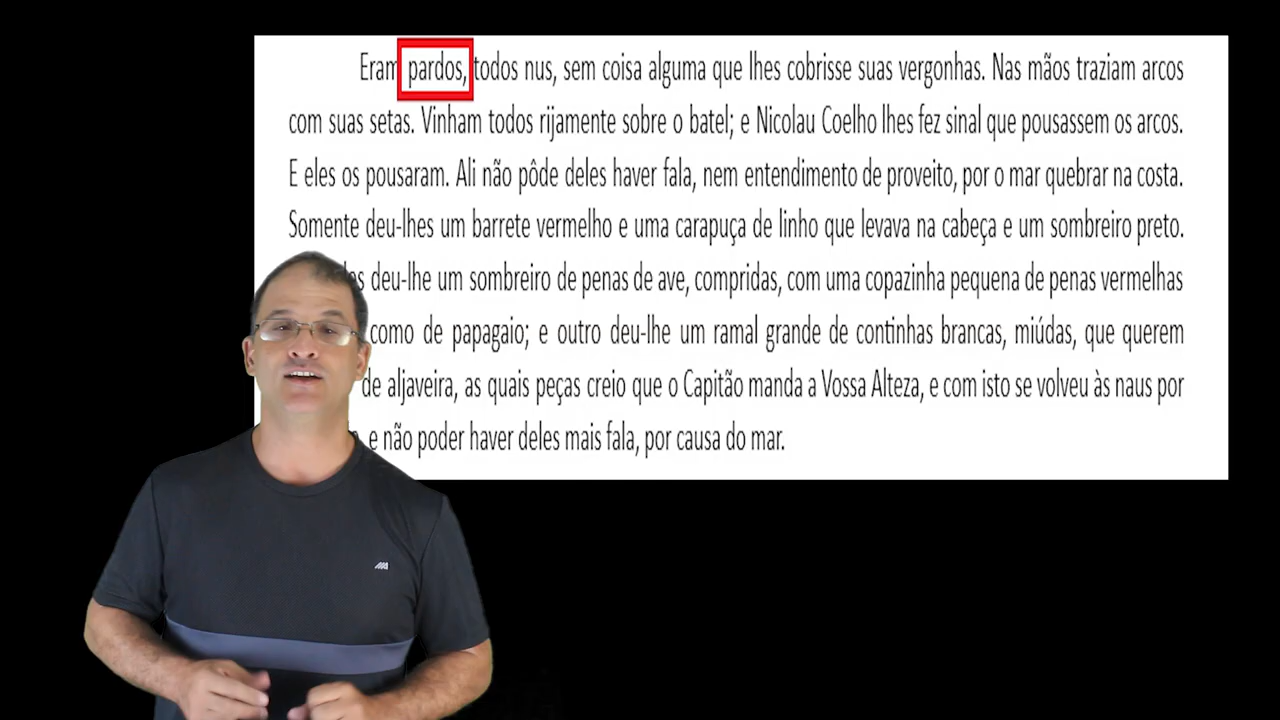 Eram pardos, todos nus, sem coisa alguma que lhes cobrisse suas vergonhas. Nas mãos traziam arcos
com suas setas. Vinham todos rijamente sobre o batel; e Nicolau Coelho lhes fez sinal que pousassem os arcos.
E eles os pousaram. Ali não pôde deles haver fala, nem entendimento de proveito, por o mar quebrar na costa.
Somente deu-lhes um barrete vermelho e uma carapuça de linho que levava na cabeça e um sombreiro preto.
deu-lhe um sombreiro de penas de ave, compridas, com uma copazinha pequena de penas vermelhas
como de papagaio; e outro deu-lhe um ramal grande de continhas brancas, miúdas, que querem
de aljaveira, as quais peças creio que o Capitão manda a Vossa Alteza, e com isto se volveu às naus por
e não poder haver deles mais fala, por causa do mar.